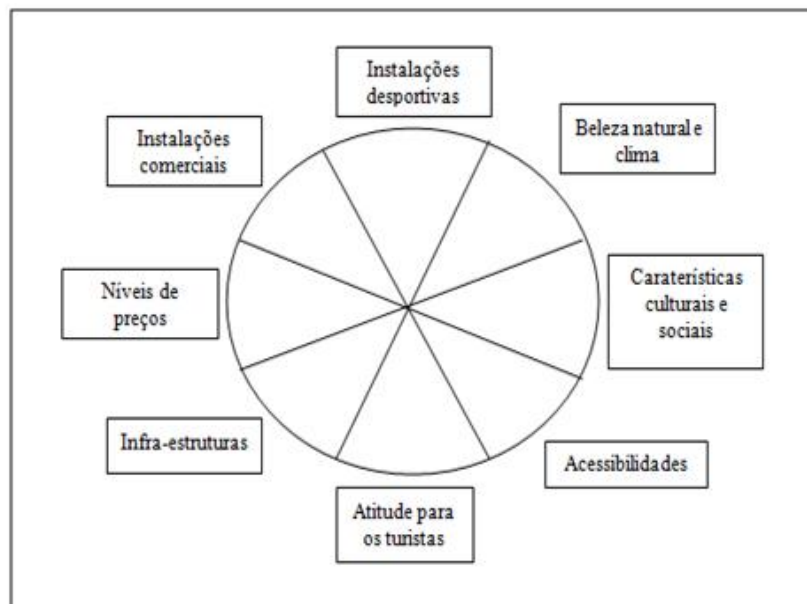 Instalações
desportivas
Beleza natural e
clima
Caraterísticas
culturais e
sociais
Acessibilidades
Atitude para
os turistas
Infra-estruturas
Níveis de
preços
Instalações
comerciais